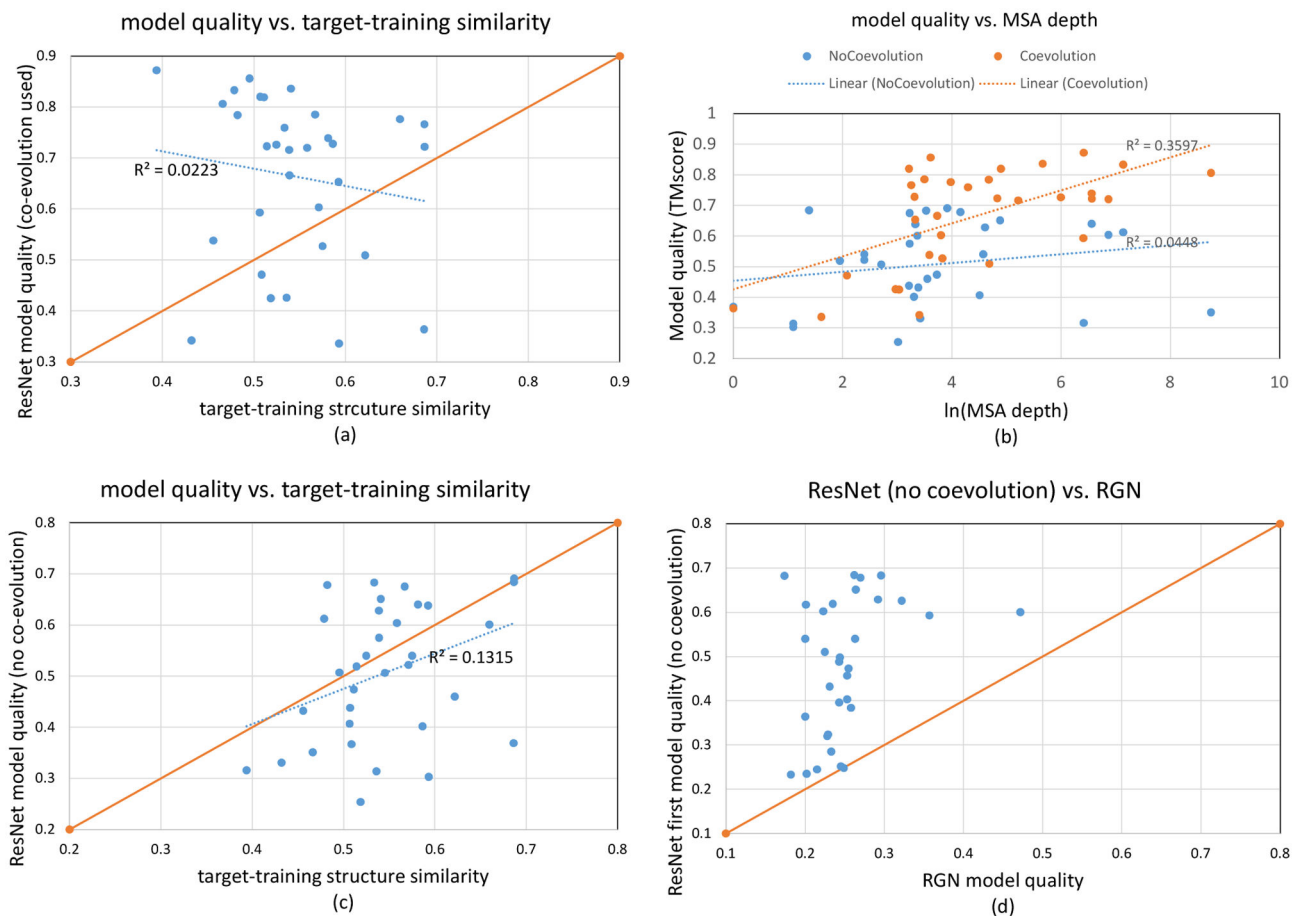 model quality vs. target-training similarity
ResNet model quality (co-evolution used)
0.9
0.8
0.7
0.6
0.5
0.4
0.3
R² = 0.0223
0.3 0.4 0.5 0.6 0.7 0.8 0.9
target-training strcuture similarity
(a)
model quality vs. MSA depth
NoCoevolution Coevolution
Linear (NoCoevolution) Linear (Coevolution)
Model quality (TMscore)
1
0.9
0.8
0.7
0.6
0.5
0.4
0.3
0.2
R² = 0.3597
R² = 0.0448
0 2 4 6 8 10
ln(MSA depth)
(b)
model quality vs. target-training similarity
ResNet model quality (no co-evolution)
0.8
0.7
0.6
0.5
0.4
0.3
0.2
R² = 0.1315
0.2 0.3 0.4 0.5 0.6 0.7 0.8
target-training structure similarity
(c)
ResNet (no coevolution) vs. RGN
ResNet first model quality (no coevolution)
0.8
0.7
0.6
0.5
0.4
0.3
0.2
0.1
0.1 0.2 0.3 0.4 0.5 0.6 0.7 0.8
RGN model quality
(d)